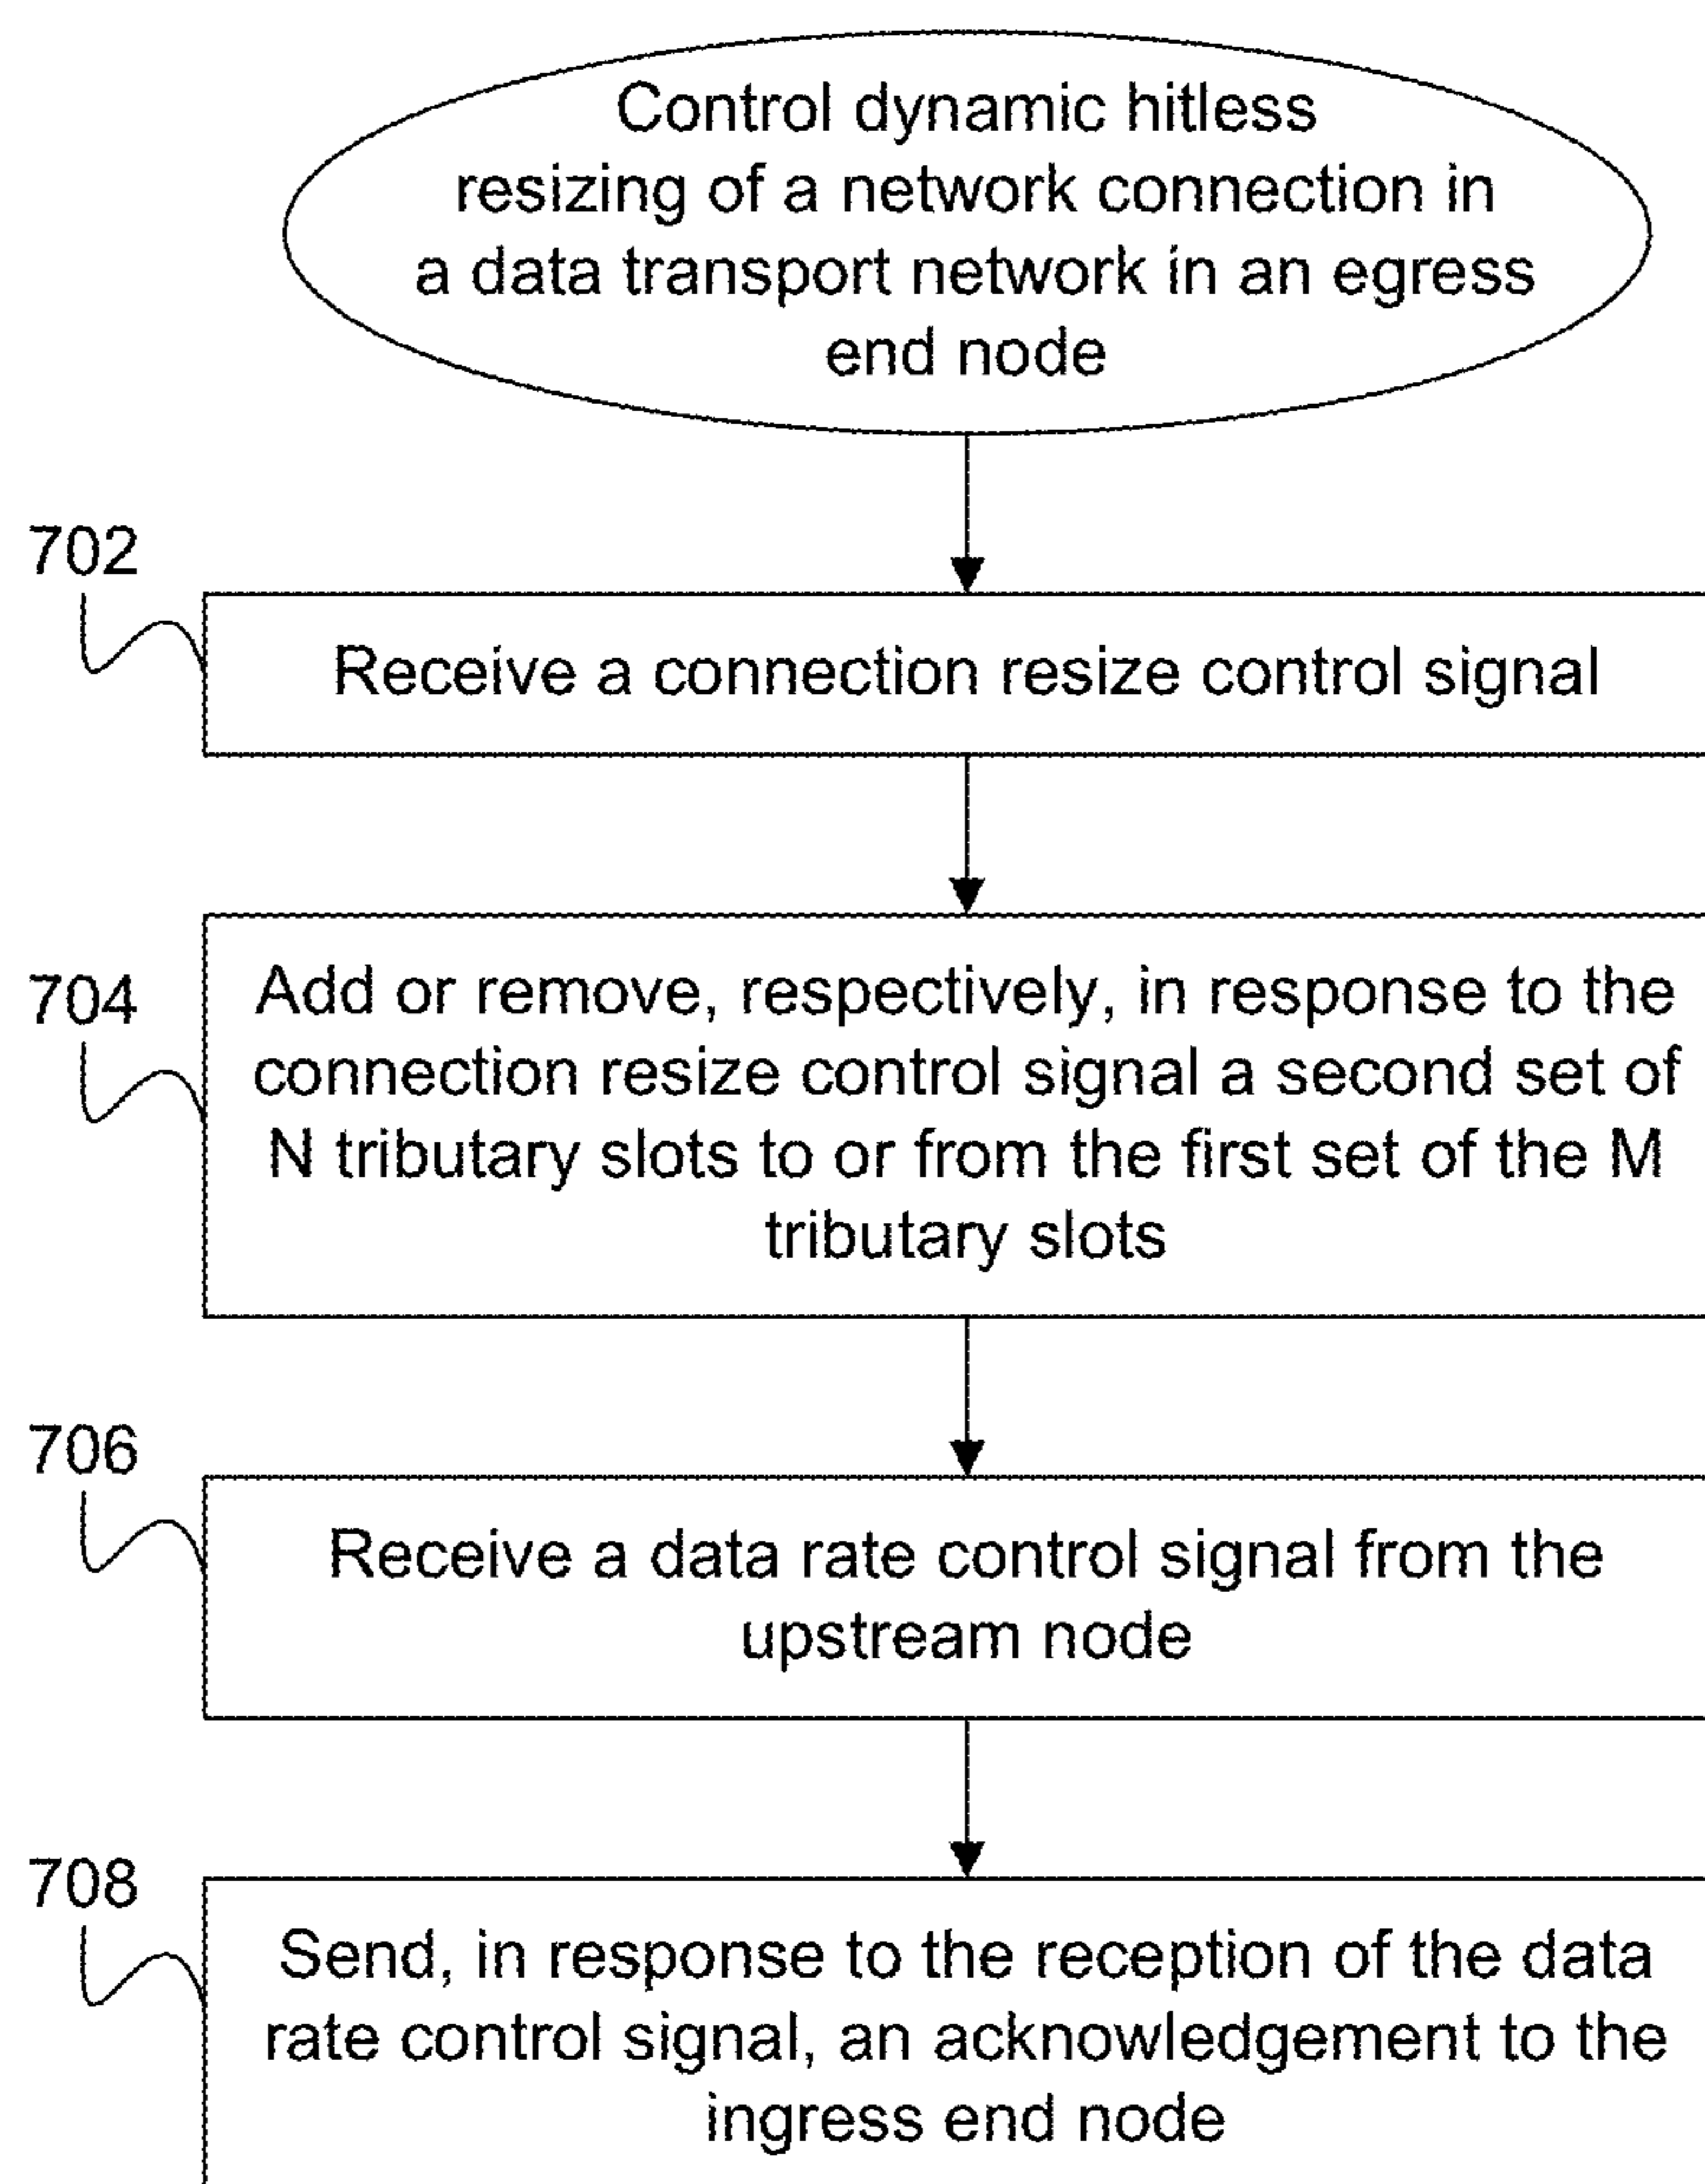 Control dynamic hitless
resizing of a network connection in
a data transport network in an egress
end node
702
Receive a connection resize control signal
704
Add or remove, respectively, in response to the
connection resize control signal a second set of
N tributary slots to or from the first set of the M
tributary slots
706
Receive a data rate control signal from the
upstream node
708
Send, in response to the reception of the data
rate control signal, an acknowledgement to the
ingress end node